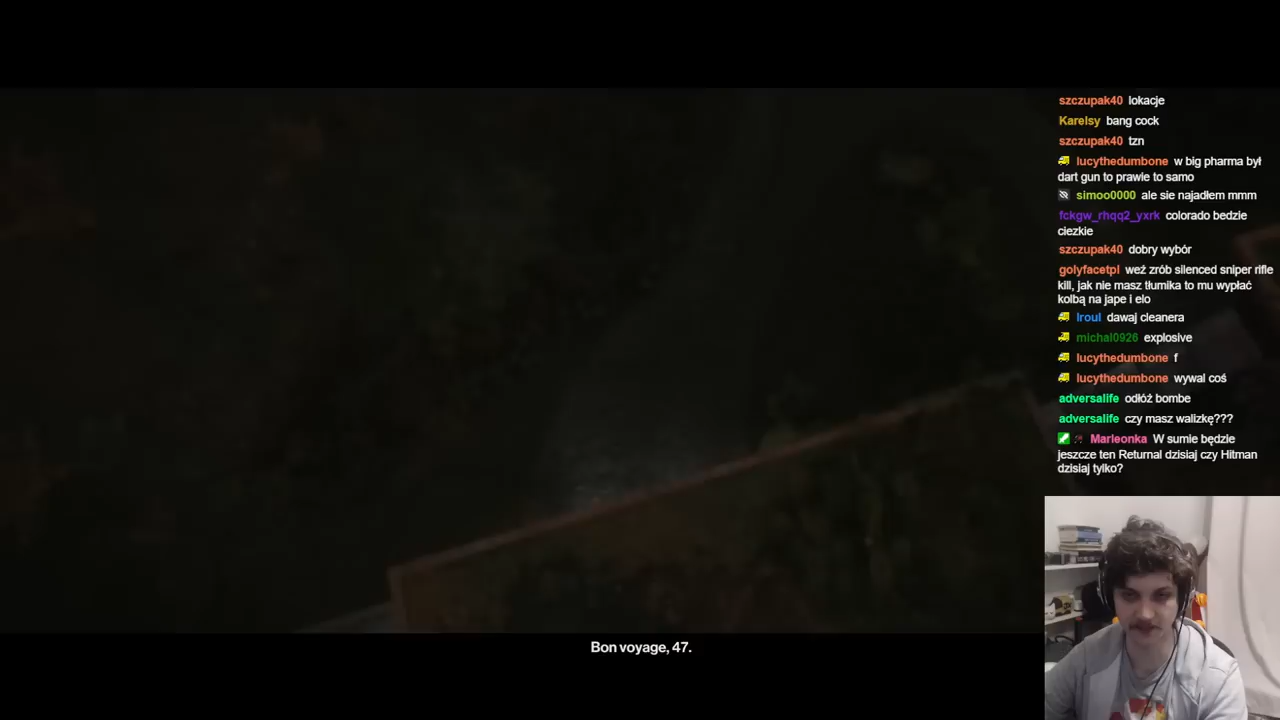 szczupak40 lokacje
Karelsy bang cock
szczupak40 tzn
lucythedumbone w big pharma był
dart gun to prawie to samo
simoo0000 ale sie najadłem mmm
fckgw_rhqq2_yxrk colorado bedzie
ciezkie
szczupak40 dobry wybór
golyfacetpl weź zrób silenced sniper rifle
kill, jak nie masz tłumika to mu wypłać
kolbą na jape i elo
lroul dawaj cleanera
michal0926 explosive
lucythedumbone f
lucythedumbone wywal coś
adversalife odłóż bombe
adversalife czy masz walizkę???
Marleonka W sumie będzie
jeszcze ten Returnal dzisiaj czy Hitman
dzisiaj tylko?
Bon voyage, 47.